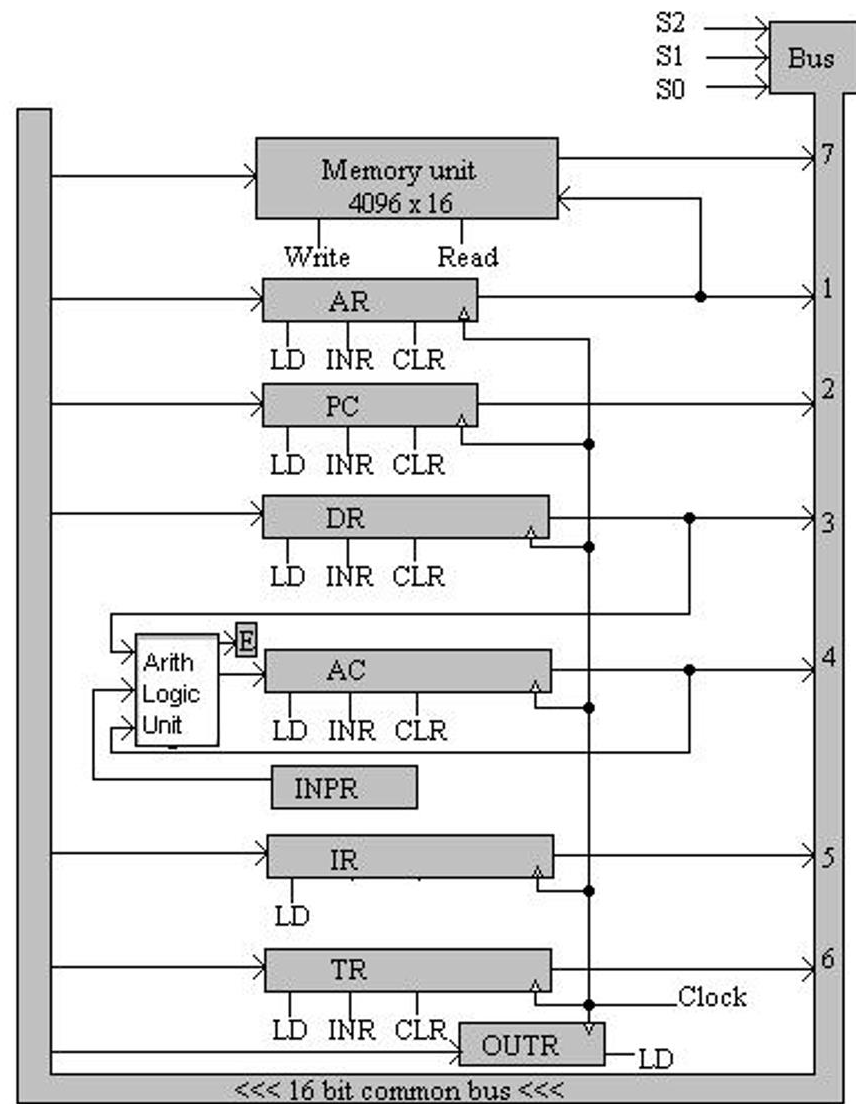 S2
S1
S0
Bus
7
Memory unit
4096 x 16
Write Read
1
AR
LD INR CLR
2
PC
LD INR CLR
3
DR
LD INR CLR
E
4
Arith
Logic
Unit
AC
LD INR CLR
INPR
5
IR
LD
6
TR
Clock
LD INR CLR
OUTR
LD
<<< 16 bit common bus <<<